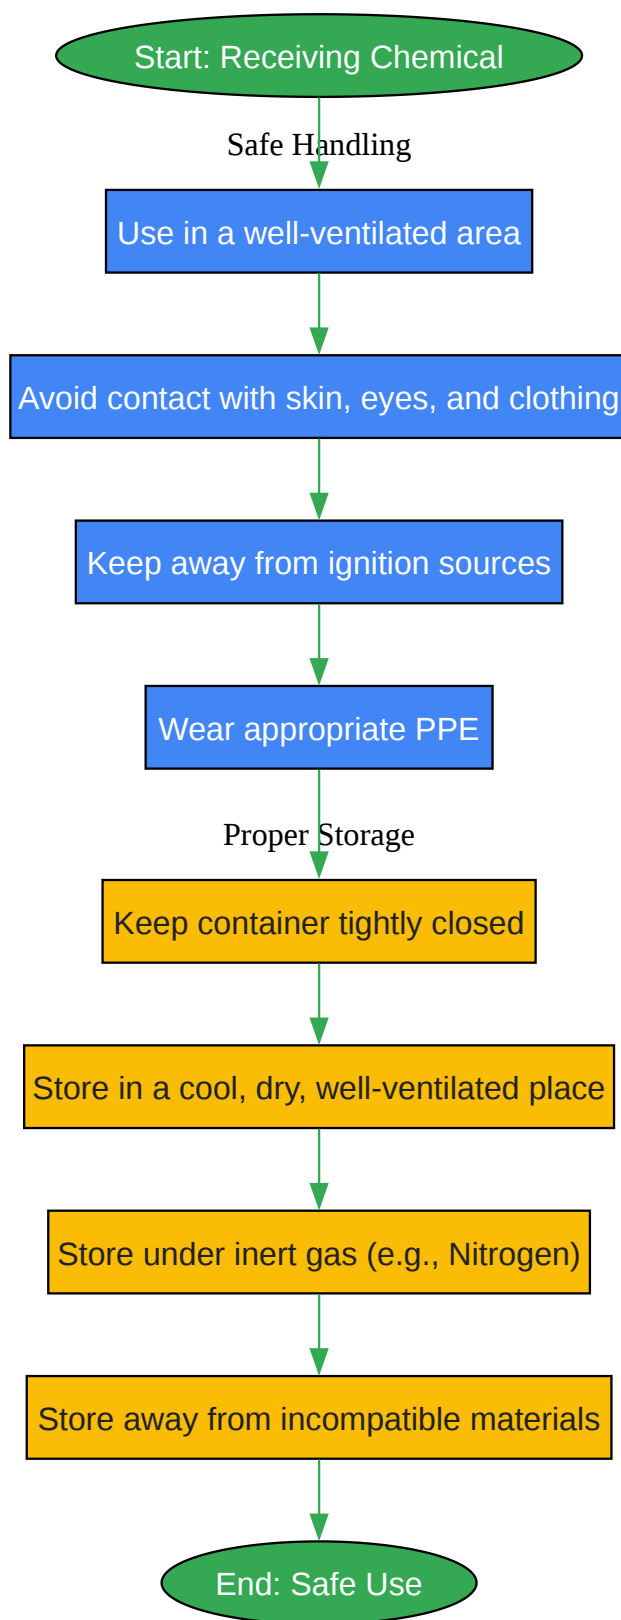 Start: Receiving Chemical
Safe Handling
Use in a well-ventilated area
Avoid contact with skin, eyes, and clothing
Keep away from ignition sources
Wear appropriate PPE
Proper Storage
Keep container tightly closed
Store in a cool, dry, well-ventilated place
Store under inert gas (e.g., Nitrogen)
Store away from incompatible materials
End: Safe Use